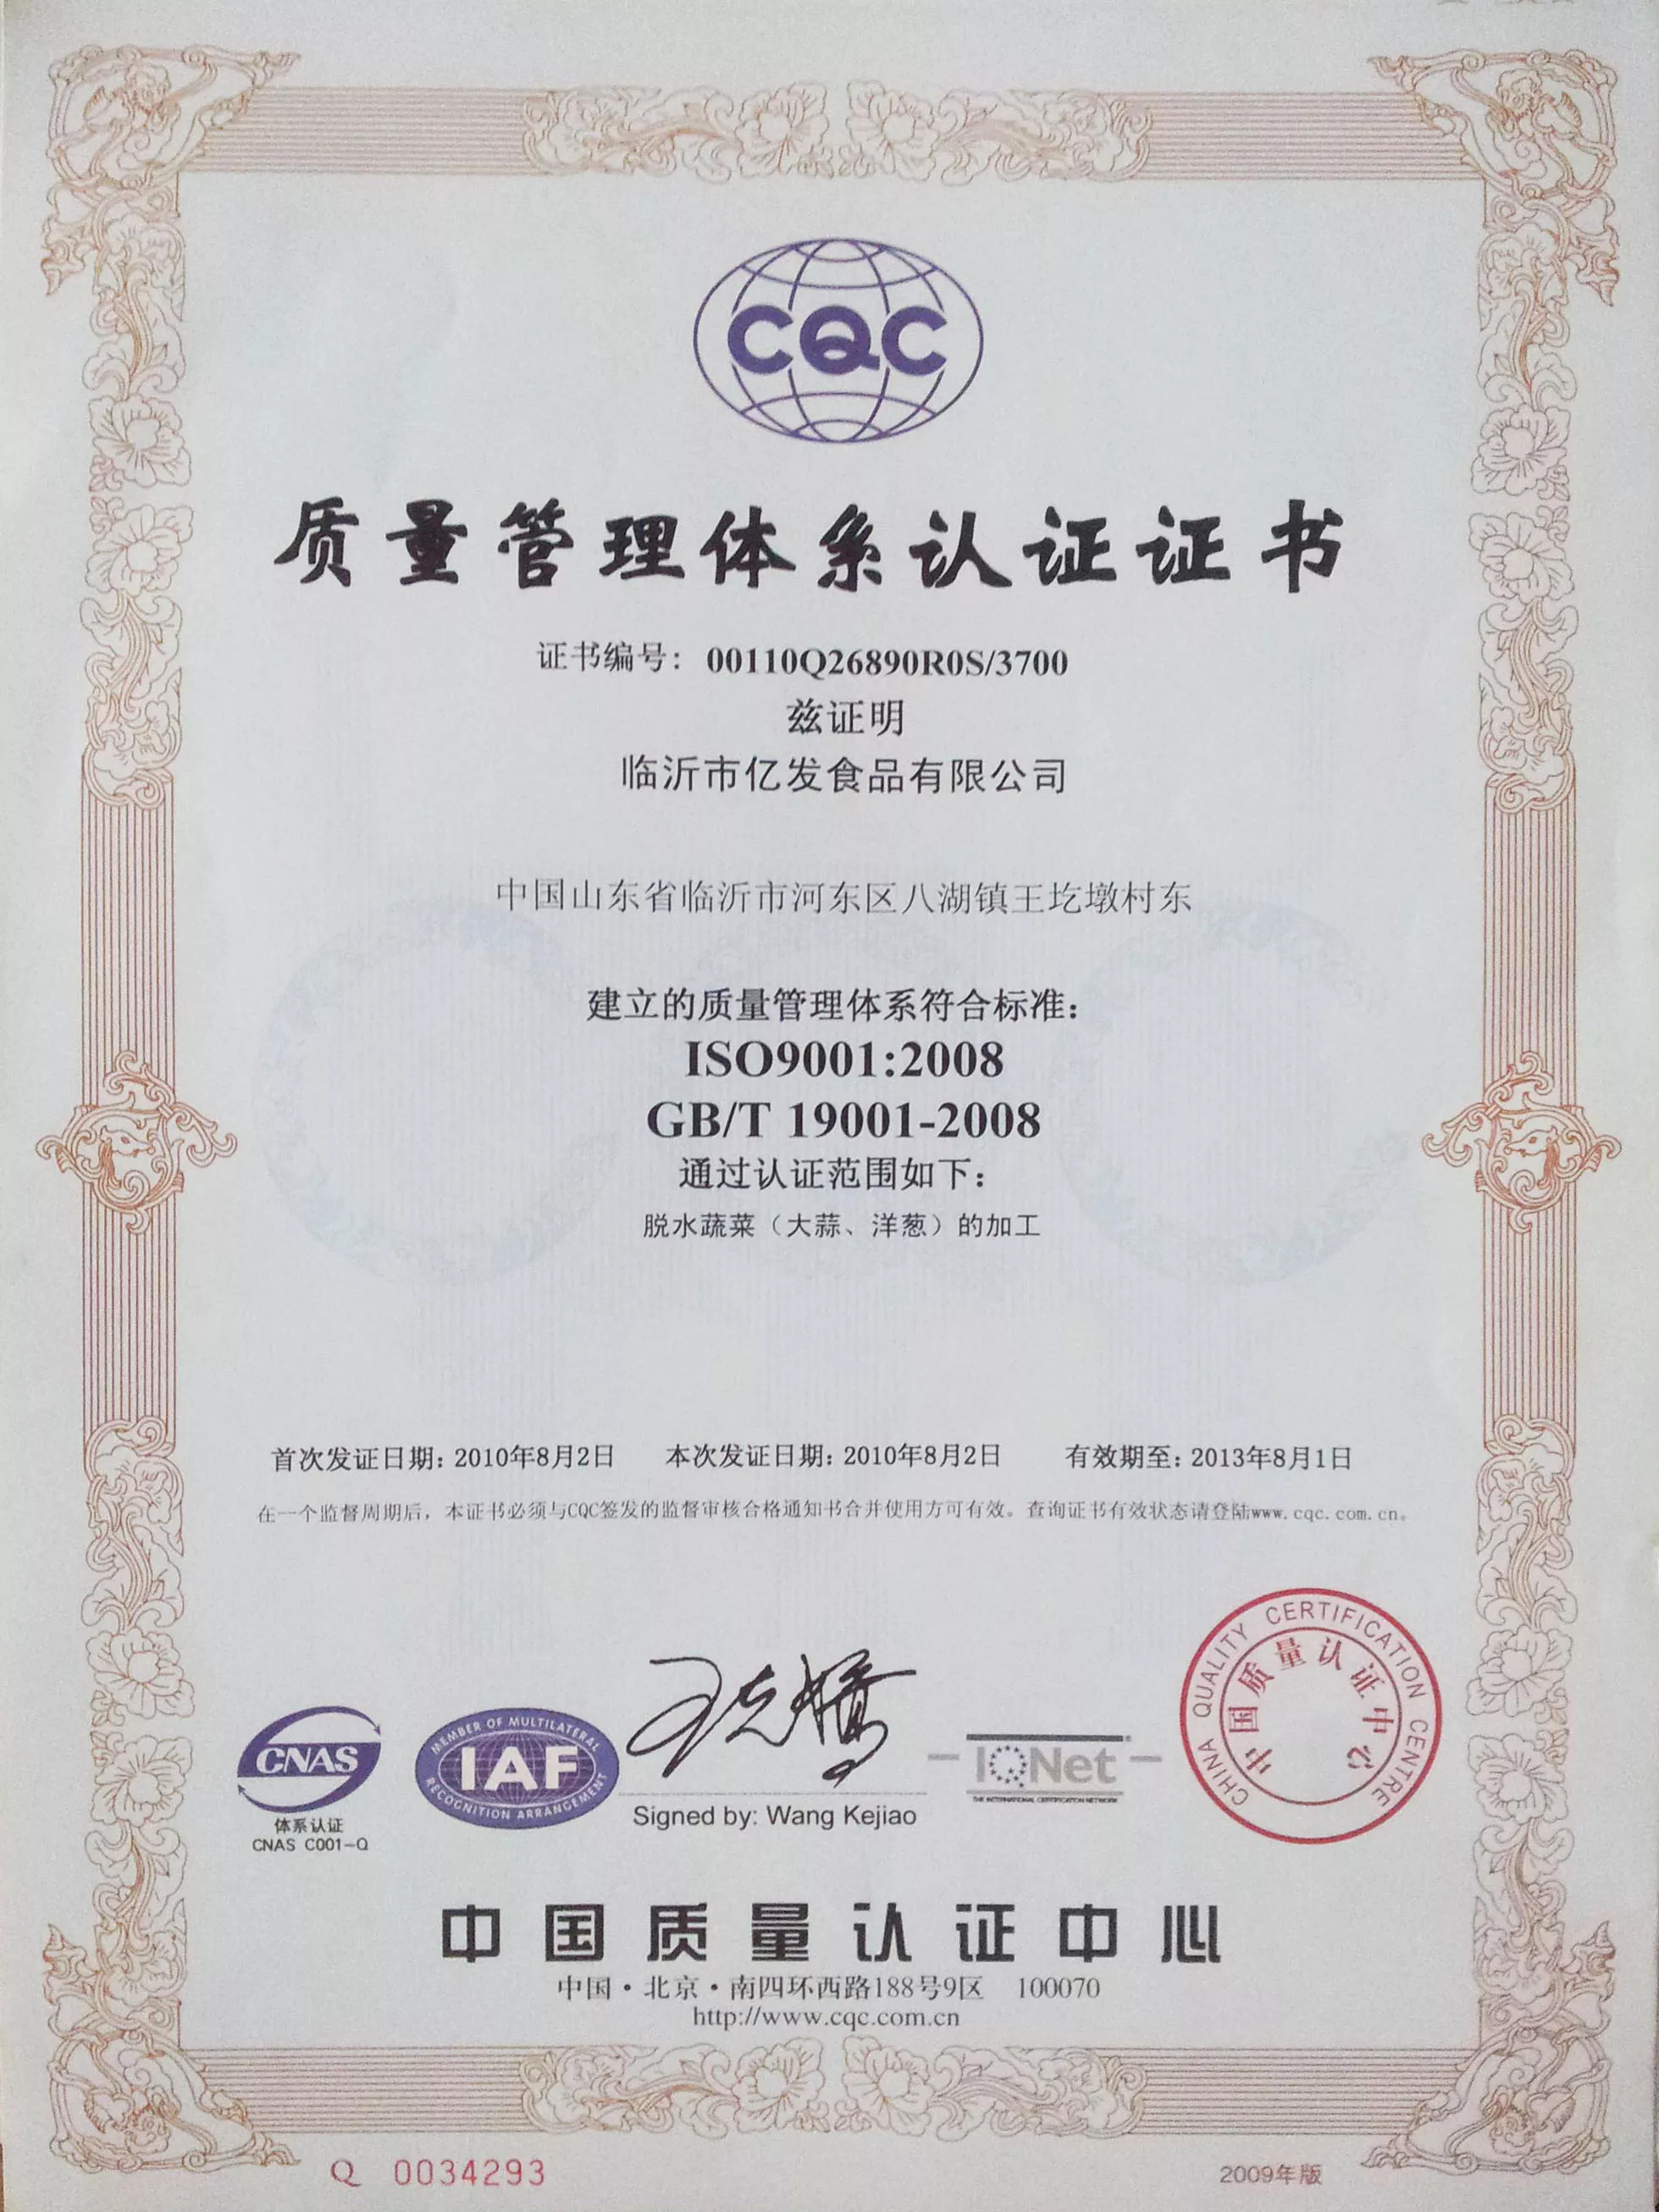 CQC
质量管理体系认证证书
证书编号：00110Q26890R0S/3700
兹证明
临沂市亿发食品有限公司
中国山东省临沂市河东区八湖镇王圪墩村东
建立的质量管理体系符合标准：
ISO9001:2008
GB/T 19001-2008
通过认证范围如下：
脱水蔬菜（大蒜、洋葱）的加工
首次发证日期：2010年8月2日 本次发证日期：2010年8月2日 有效期至：2013年8月1日
在一个监督周期后，本证书必须与CQC签发的监督审核合格通知书合并使用方可有效。查询证书有效状态请登陆www.cqc.com.cn。
CNAS
体系认证
CNAS C001-Q
MEMBER OF MULTILATERAL
IAF
RECOGNITION ARRANGEMENT
王克娇
Signed by: Wang Kejiao
IQNet
THE INTERNATIONAL CERTIFICATION NETWORK
CHINA QUALITY CERTIFICATION CENTRE
中国质量认证中心
中国质量认证中心
中国·北京·南四环西路188号9区 100070
http://www.cqc.com.cn
Q 0034293
2009年版